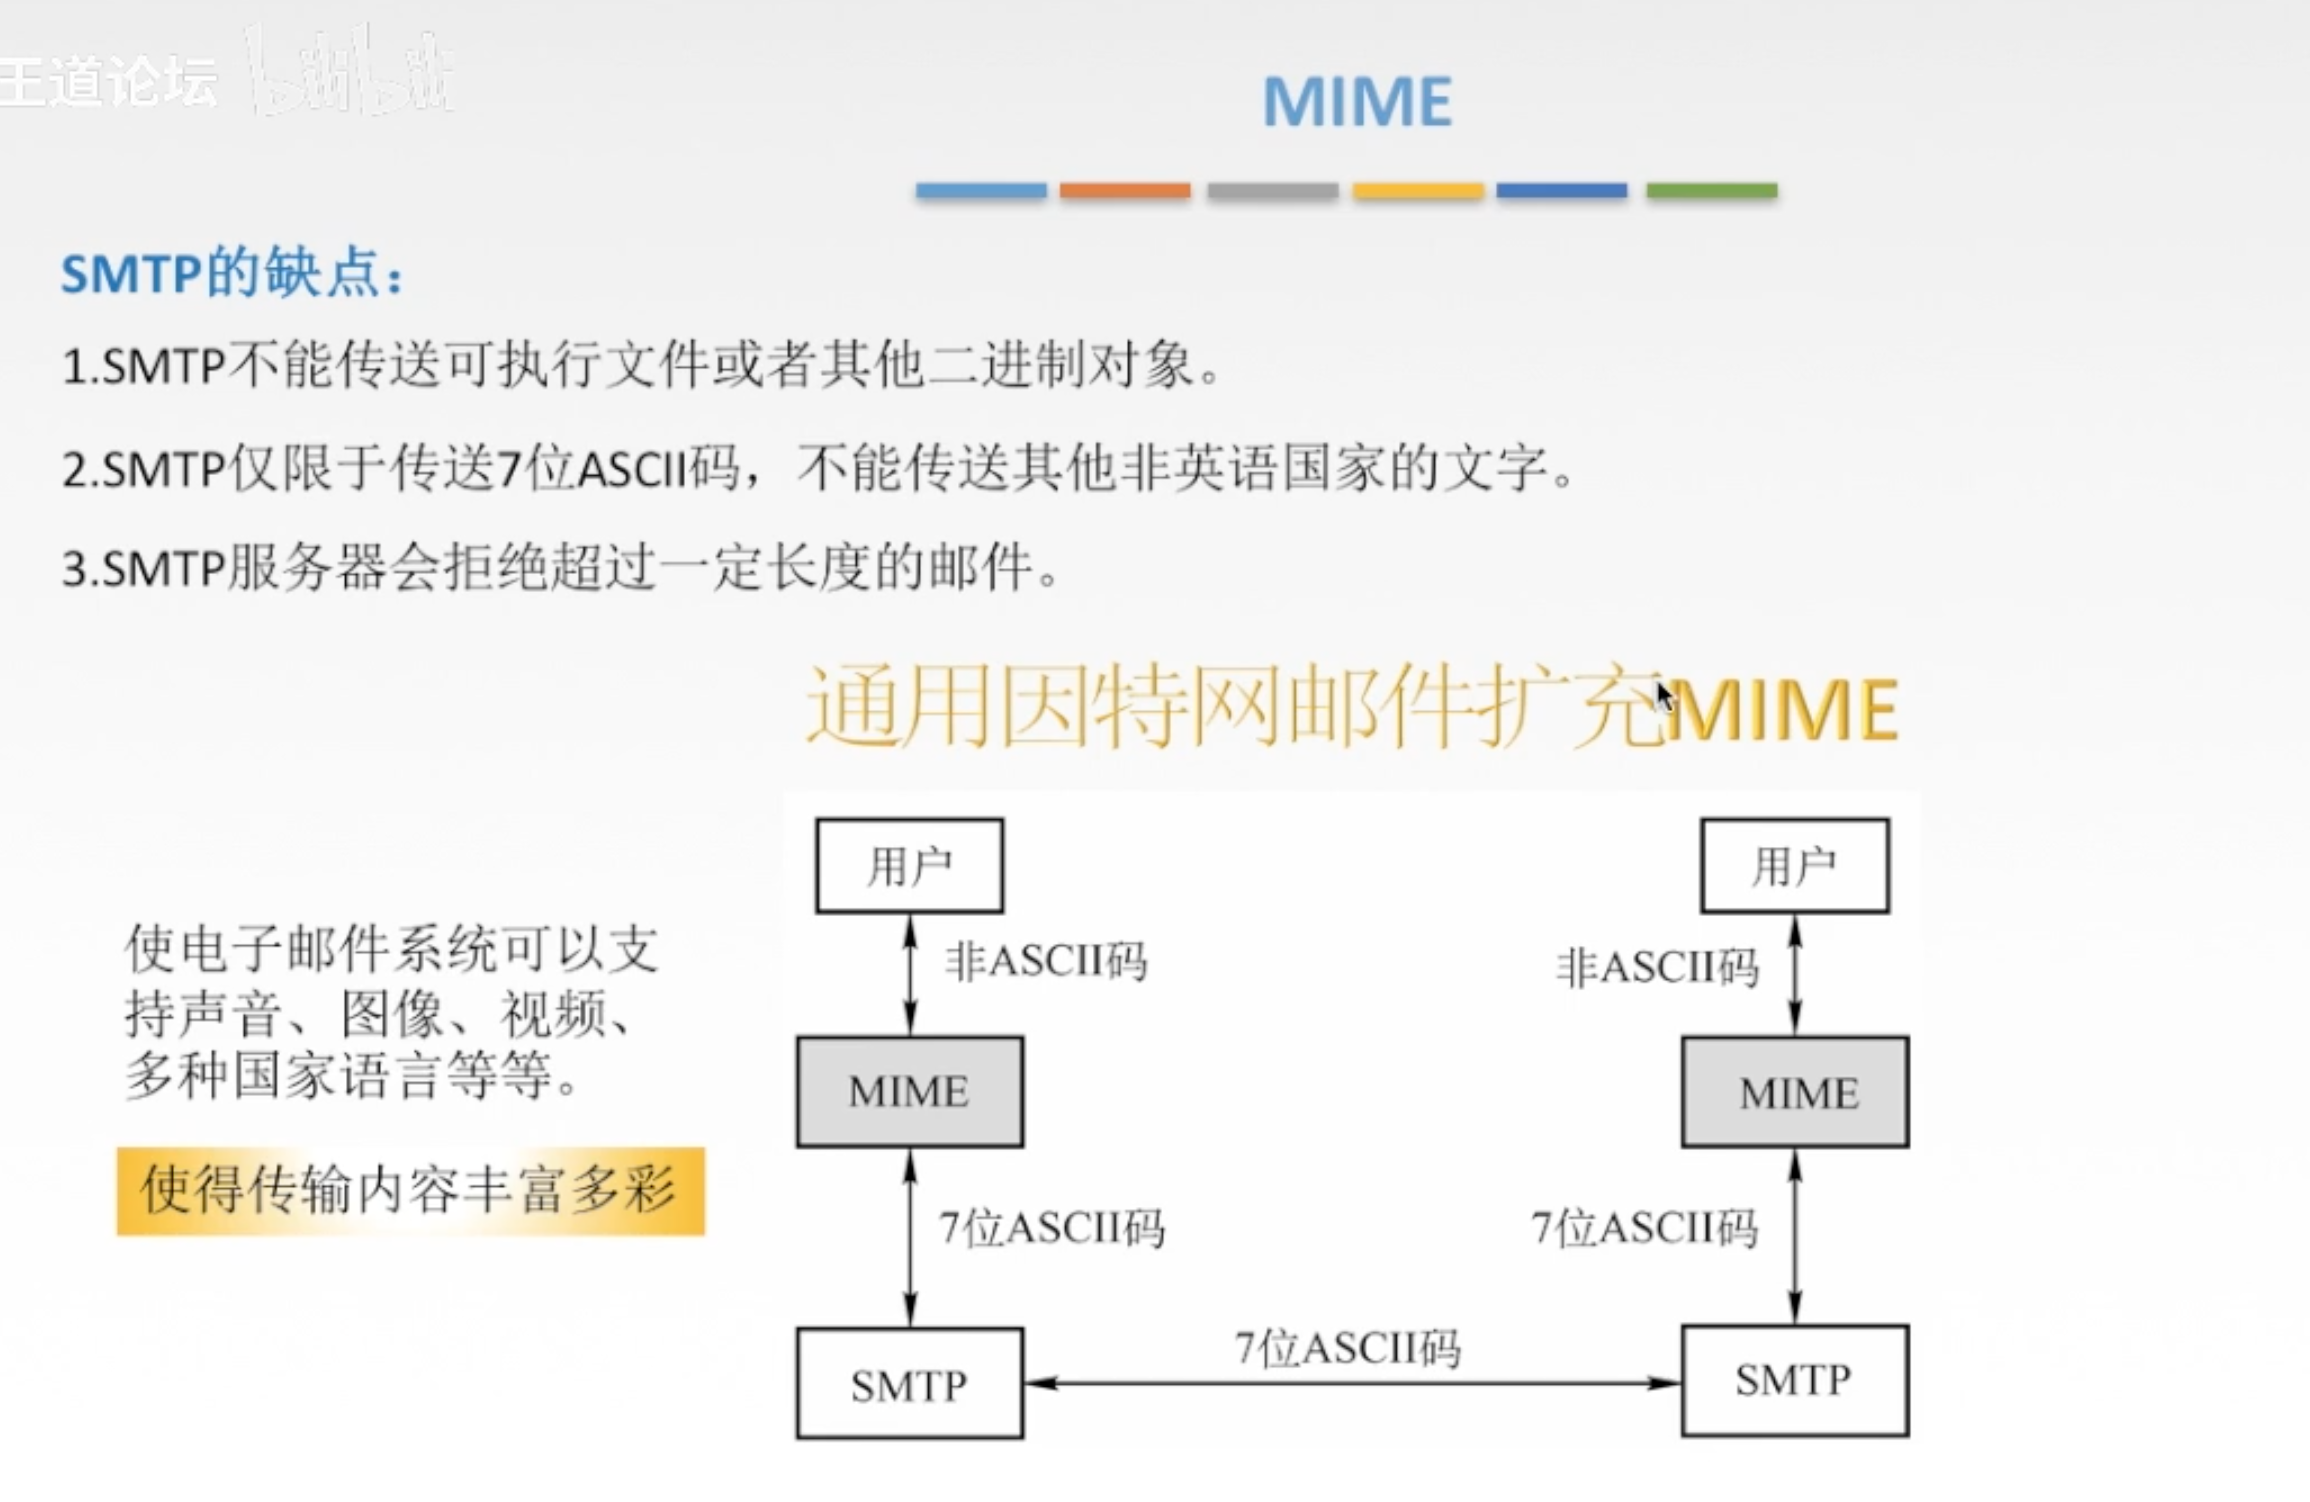 王道论坛 bilibili
MIME
SMTP的缺点：
1.SMTP不能传送可执行文件或者其他二进制对象。
2.SMTP仅限于传送7位ASCII码，不能传送其他非英语国家的文字。
3.SMTP服务器会拒绝超过一定长度的邮件。
通用因特网邮件扩充MIME
使电子邮件系统可以支
持声音、图像、视频、
多种国家语言等等。
使得传输内容丰富多彩
用户
用户
非ASCII码
非ASCII码
MIME
MIME
7位ASCII码
7位ASCII码
SMTP
7位ASCII码
SMTP